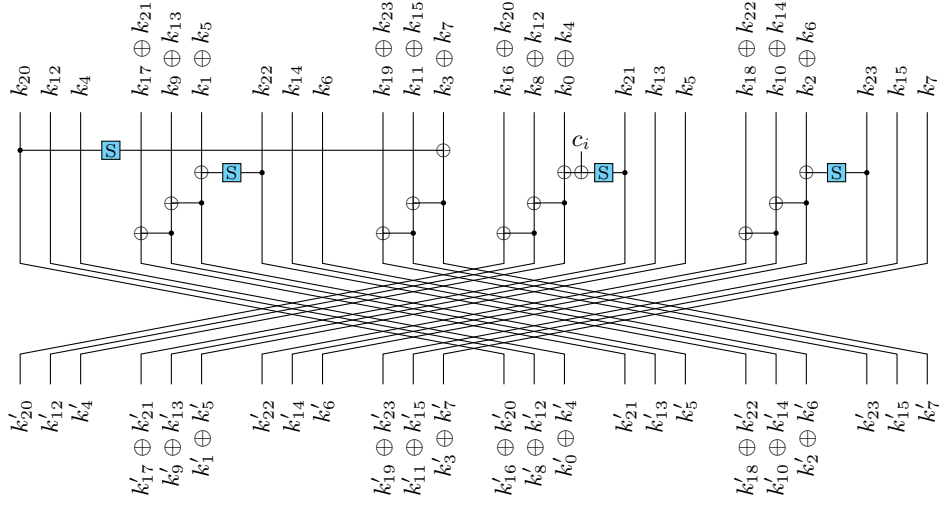 k₂₀
k₁₂
k₄
k₁₇ ⊕ k₂₁
k₉ ⊕ k₁₃
k₁ ⊕ k₅
k₂₂
k₁₄
k₆
k₁₉ ⊕ k₂₃
k₁₁ ⊕ k₁₅
k₃ ⊕ k₇
k₁₆ ⊕ k₂₀
k₈ ⊕ k₁₂
k₀ ⊕ k₄
k₂₁
k₁₃
k₅
k₁₈ ⊕ k₂₂
k₁₀ ⊕ k₁₄
k₂ ⊕ k₆
k₂₃
k₁₅
k₇
cᵢ
S
S
S
S
k′₂₀
k′₁₂
k′₄
k′₁₇ ⊕ k′₂₁
k′₉ ⊕ k′₁₃
k′₁ ⊕ k′₅
k′₂₂
k′₁₄
k′₆
k′₁₉ ⊕ k′₂₃
k′₁₁ ⊕ k′₁₅
k′₃ ⊕ k′₇
k′₁₆ ⊕ k′₂₀
k′₈ ⊕ k′₁₂
k′₀ ⊕ k′₄
k′₂₁
k′₁₃
k′₅
k′₁₈ ⊕ k′₂₂
k′₁₀ ⊕ k′₁₄
k′₂ ⊕ k′₆
k′₂₃
k′₁₅
k′₇